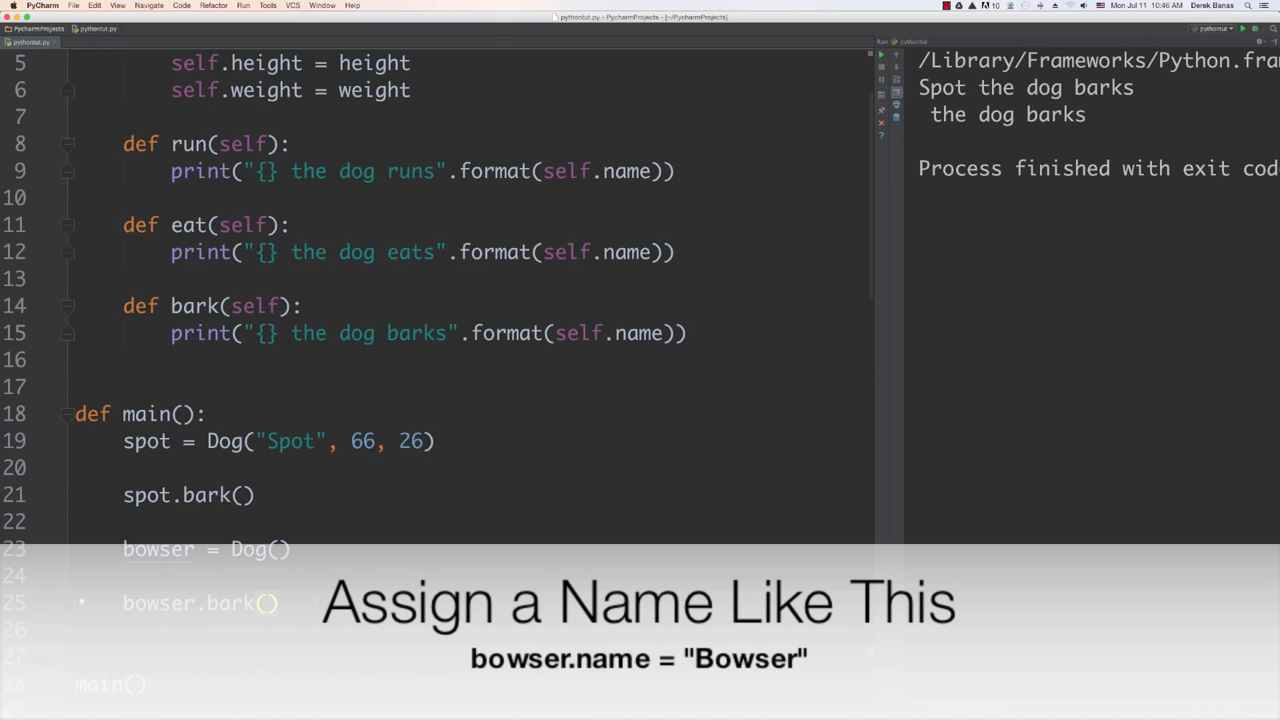 PyCharm File Edit View Navigate Code Refactor Run Tools VCS Window Help Mon Jul 11 10:46 AM Derek Banas
pythontut.py - PycharmProjects - [~/PycharmProjects]
PycharmProjects pythontut.py pythontut
pythontut.py Run pythontut
5 self.height = height
6 self.weight = weight
7
8 def run(self):
9 print("{} the dog runs".format(self.name))
10
11 def eat(self):
12 print("{} the dog eats".format(self.name))
13
14 def bark(self):
15 print("{} the dog barks".format(self.name))
16
17
18 def main():
19 spot = Dog("Spot", 66, 26)
20
21 spot.bark()
22
23 bowser = Dog()
24
25 bowser.bark()
26
27
28 main()
/Library/Frameworks/Python.fra
Spot the dog barks
the dog barks
Process finished with exit cod
Assign a Name Like This
bowser.name = "Bowser"